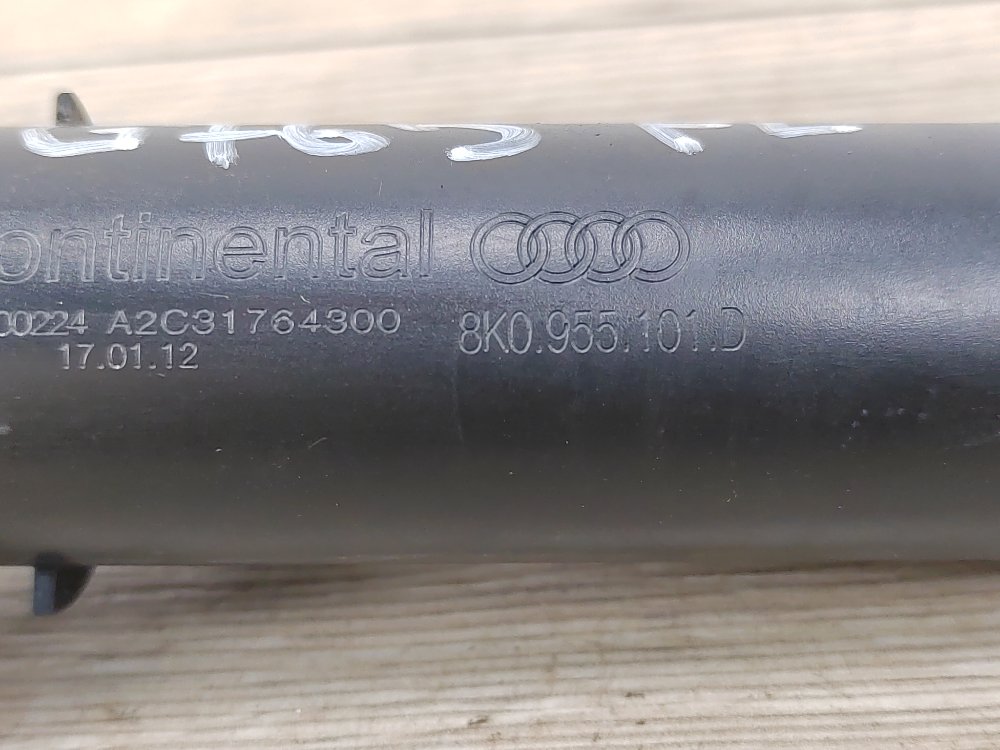 ontinental
00224 A2C31764300
17.01.12
8K0.955.101.D